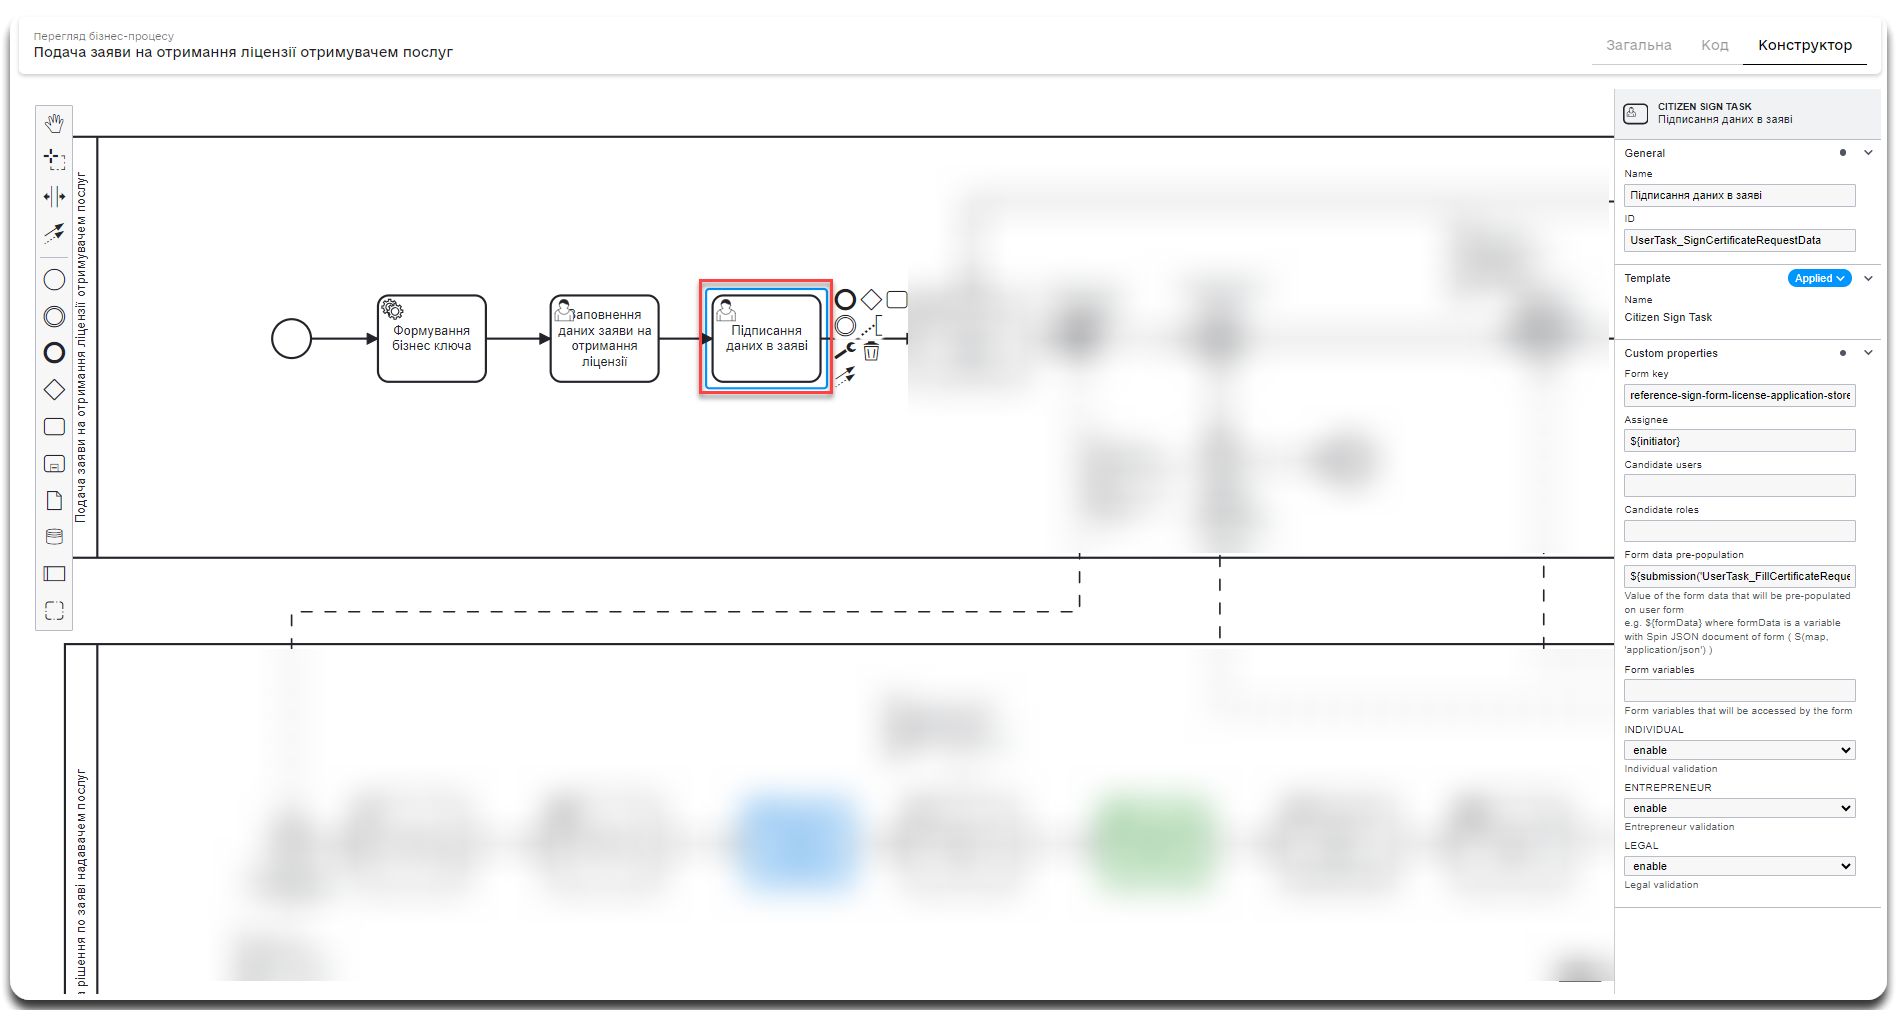 Перегляд бізнес-процесу
Подача заяви на отримання ліцензії отримувачем послуг
Загальна
Код
Конструктор
Подача заяви на отримання ліцензії отримувачем послуг
Формування
бізнес ключа
Заповнення
даних заяви на
отримання
ліцензії
Підписання
даних в заяві
а рішення по заяві надавачем послуг
CITIZEN SIGN TASK
Підписання даних в заяві
General
Name
Підписання даних в заяві
ID
UserTask_SignCertificateRequestData
Template
Applied
Name
Citizen Sign Task
Custom properties
Form key
reference-sign-form-license-application-store
Assignee
${initiator}
Candidate users
Candidate roles
Form data pre-population
${submission('UserTask_FillCertificateReque
Value of the form data that will be pre-populated
on user form
e.g. ${formData} where formData is a variable
with Spin JSON document of form ( S(map,
'application/json') )
Form variables
Form variables that will be accessed by the form
INDIVIDUAL
enable
Individual validation
ENTREPRENEUR
enable
Entrepreneur validation
LEGAL
enable
Legal validation